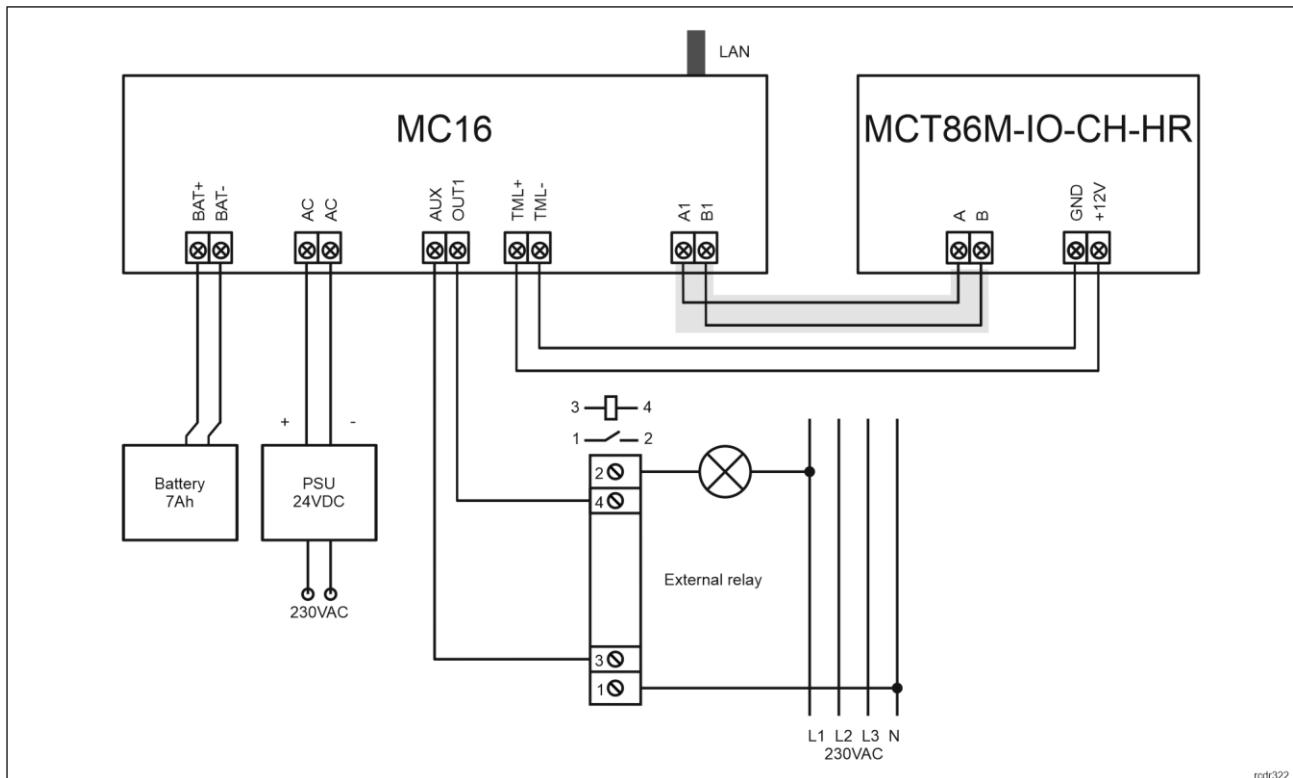 LAN
MC16
MCT86M-IO-CH-HR
BAT+
BAT-
AC
AC
AUX
OUT1
TML+
TML-
A1
B1
A
B
GND
+12V
3 4
1 2
+ -
Battery
7Ah
PSU
24VDC
2
4
External relay
230VAC
3
1
L1 L2 L3 N
230VAC
rcdr322